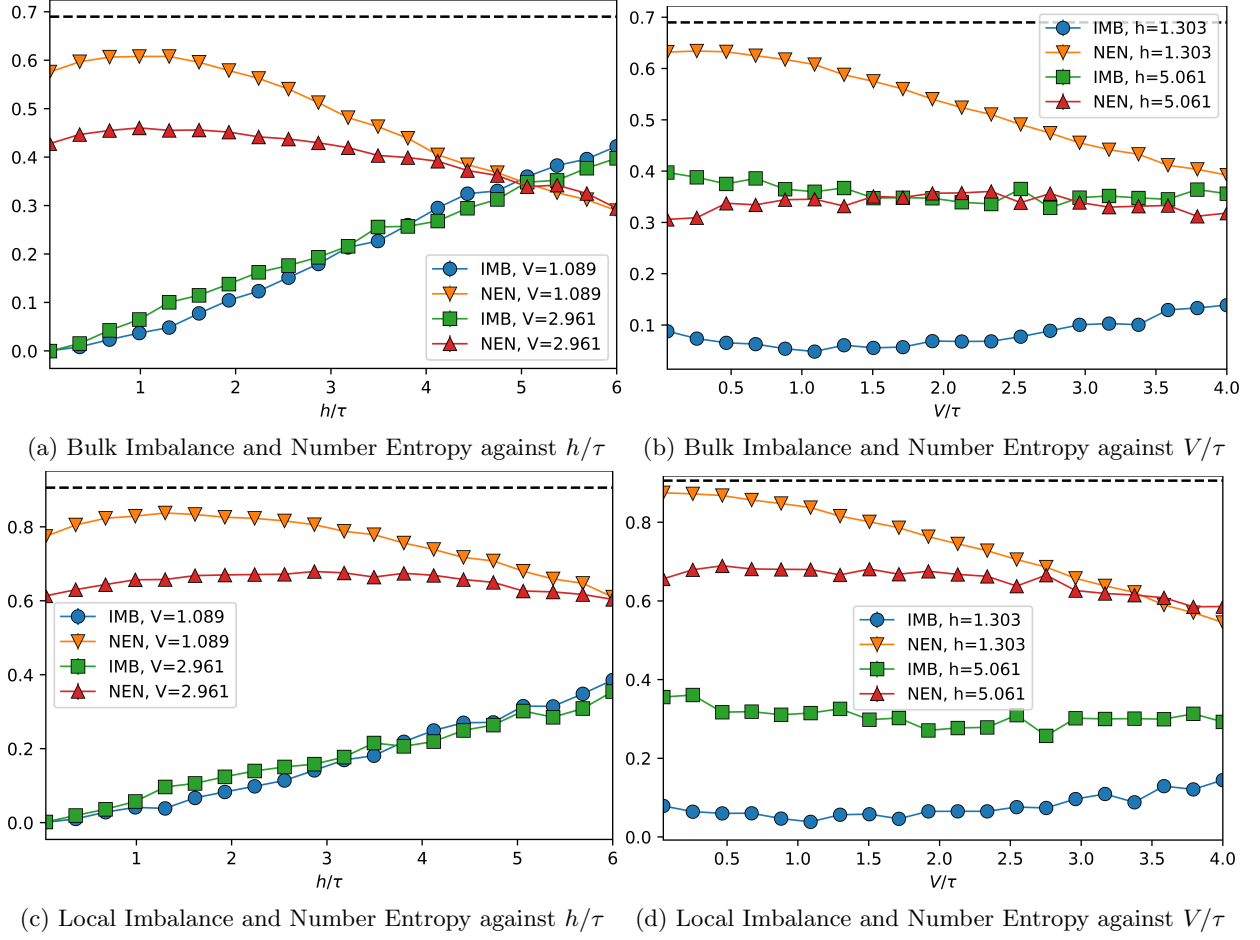 0.7
0.6
0.5
0.4
0.3
0.2
0.1
0.0
IMB, V=1.089
NEN, V=1.089
IMB, V=2.961
NEN, V=2.961
1 2 3 4 5 6
h/τ
(a) Bulk Imbalance and Number Entropy against h/τ
0.7
0.6
0.5
0.4
0.3
0.2
0.1
IMB, h=1.303
NEN, h=1.303
IMB, h=5.061
NEN, h=5.061
0.5 1.0 1.5 2.0 2.5 3.0 3.5 4.0
V/τ
(b) Bulk Imbalance and Number Entropy against V/τ
0.8
0.6
0.4
0.2
0.0
IMB, V=1.089
NEN, V=1.089
IMB, V=2.961
NEN, V=2.961
1 2 3 4 5 6
h/τ
(c) Local Imbalance and Number Entropy against h/τ
0.8
0.6
0.4
0.2
0.0
IMB, h=1.303
NEN, h=1.303
IMB, h=5.061
NEN, h=5.061
0.5 1.0 1.5 2.0 2.5 3.0 3.5 4.0
V/τ
(d) Local Imbalance and Number Entropy against V/τ